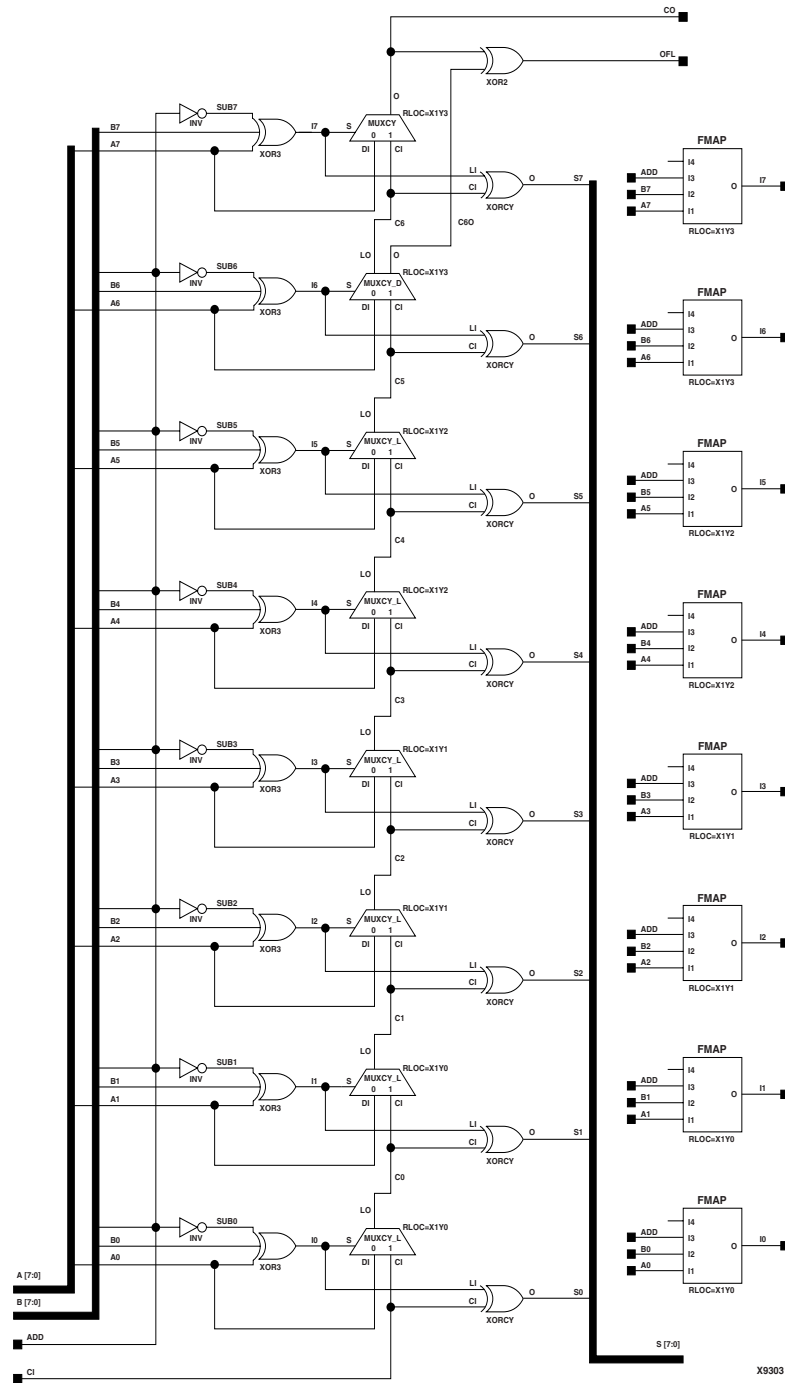 CO
OFL
XOR2
O
RLOC=X1Y3
SUB7
INV
B7
A7
XOR3
I7
S
MUXCY
0 1
DI
CI
LI
CI
O
XORCY
S7
C6
C6O
LO
O
RLOC=X1Y3
SUB6
INV
B6
A6
XOR3
I6
S
MUXCY_D
0 1
DI
CI
LI
CI
O
XORCY
S6
C5
LO
RLOC=X1Y2
SUB5
INV
B5
A5
XOR3
I5
S
MUXCY_L
0 1
DI
CI
LI
CI
O
XORCY
S5
C4
LO
RLOC=X1Y2
SUB4
INV
B4
A4
XOR3
I4
S
MUXCY_L
0 1
DI
CI
LI
CI
O
XORCY
S4
C3
LO
RLOC=X1Y1
SUB3
INV
B3
A3
XOR3
I3
S
MUXCY_L
0 1
DI
CI
LI
CI
O
XORCY
S3
C2
LO
RLOC=X1Y1
SUB2
INV
B2
A2
XOR3
I2
S
MUXCY_L
0 1
DI
CI
LI
CI
O
XORCY
S2
C1
LO
RLOC=X1Y0
SUB1
INV
B1
A1
XOR3
I1
S
MUXCY_L
0 1
DI
CI
LI
CI
O
XORCY
S1
C0
LO
RLOC=X1Y0
SUB0
INV
B0
A0
XOR3
I0
S
MUXCY_L
0 1
DI
CI
LI
CI
O
XORCY
S0
A [7:0]
B [7:0]
ADD
CI
S [7:0]
FMAP
I4
ADD
I3
B7
I2
A7
I1
O
I7
RLOC=X1Y3
FMAP
I4
ADD
I3
B6
I2
A6
I1
O
I6
RLOC=X1Y3
FMAP
I4
ADD
I3
B5
I2
A5
I1
O
I5
RLOC=X1Y2
FMAP
I4
ADD
I3
B4
I2
A4
I1
O
I4
RLOC=X1Y2
FMAP
I4
ADD
I3
B3
I2
A3
I1
O
I3
RLOC=X1Y1
FMAP
I4
ADD
I3
B2
I2
A2
I1
O
I2
RLOC=X1Y1
FMAP
I4
ADD
I3
B1
I2
A1
I1
O
I1
RLOC=X1Y0
FMAP
I4
ADD
I3
B0
I2
A0
I1
O
I0
RLOC=X1Y0
X9303